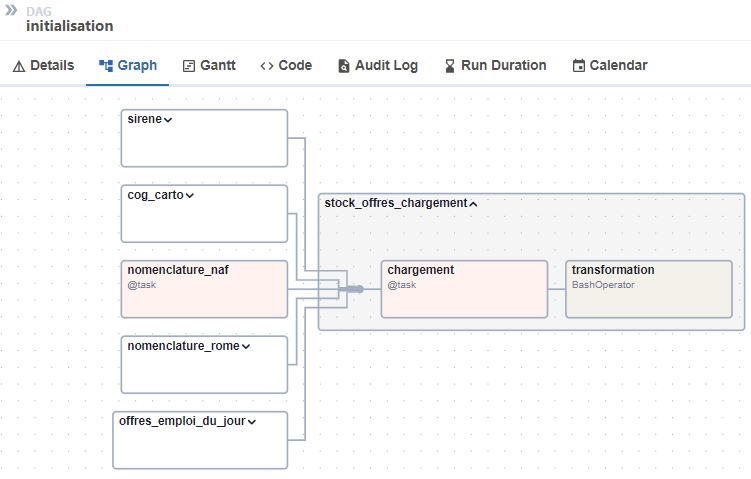 DAG
initialisation
Details
Graph
Gantt
Code
Audit Log
Run Duration
Calendar
sirene
cog_carto
stock_offres_chargement
nomenclature_naf
@task
chargement
@task
transformation
BashOperator
nomenclature_rome
offres_emploi_du_jour